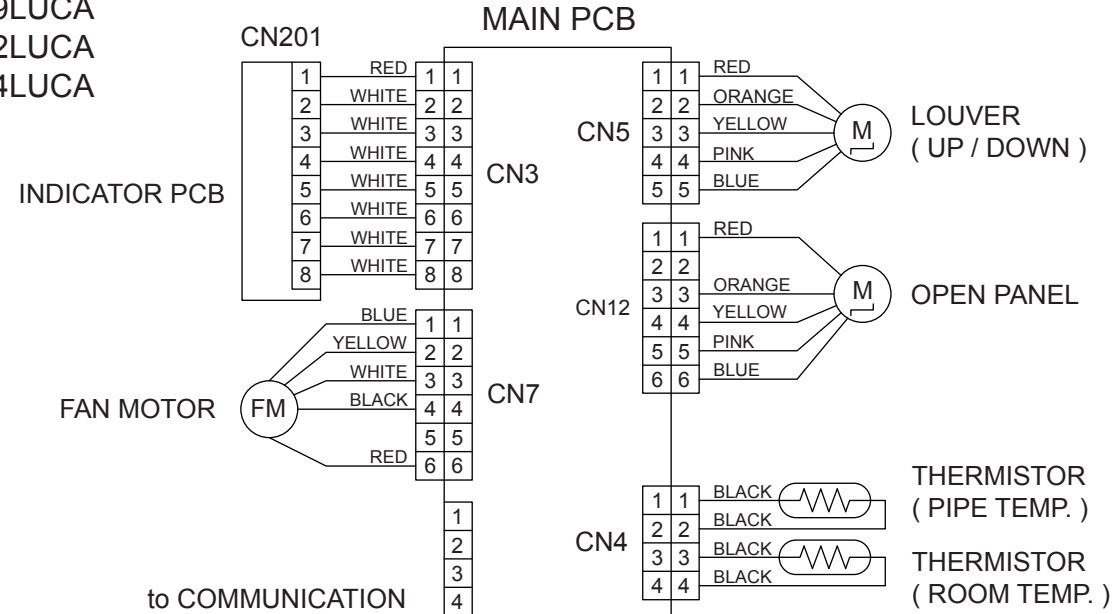 9LUCA
2LUCA
4LUCA
MAIN PCB
CN201
INDICATOR PCB
1 RED 1 1
2 WHITE 2 2
3 WHITE 3 3
4 WHITE 4 4
5 WHITE 5 5
6 WHITE 6 6
7 WHITE 7 7
8 WHITE 8 8
CN3
FAN MOTOR
FM
BLUE 1 1
YELLOW 2 2
WHITE 3 3
BLACK 4 4
5 5
RED 6 6
CN7
to COMMUNICATION
1
2
3
4
CN5
1 1 RED
2 2 ORANGE
3 3 YELLOW
4 4 PINK
5 5 BLUE
M
LOUVER
( UP / DOWN )
CN12
1 1 RED
2 2
3 3 ORANGE
4 4 YELLOW
5 5 PINK
6 6 BLUE
M
OPEN PANEL
CN4
1 1 BLACK
2 2 BLACK
3 3 BLACK
4 4 BLACK
THERMISTOR
( PIPE TEMP. )
THERMISTOR
( ROOM TEMP. )